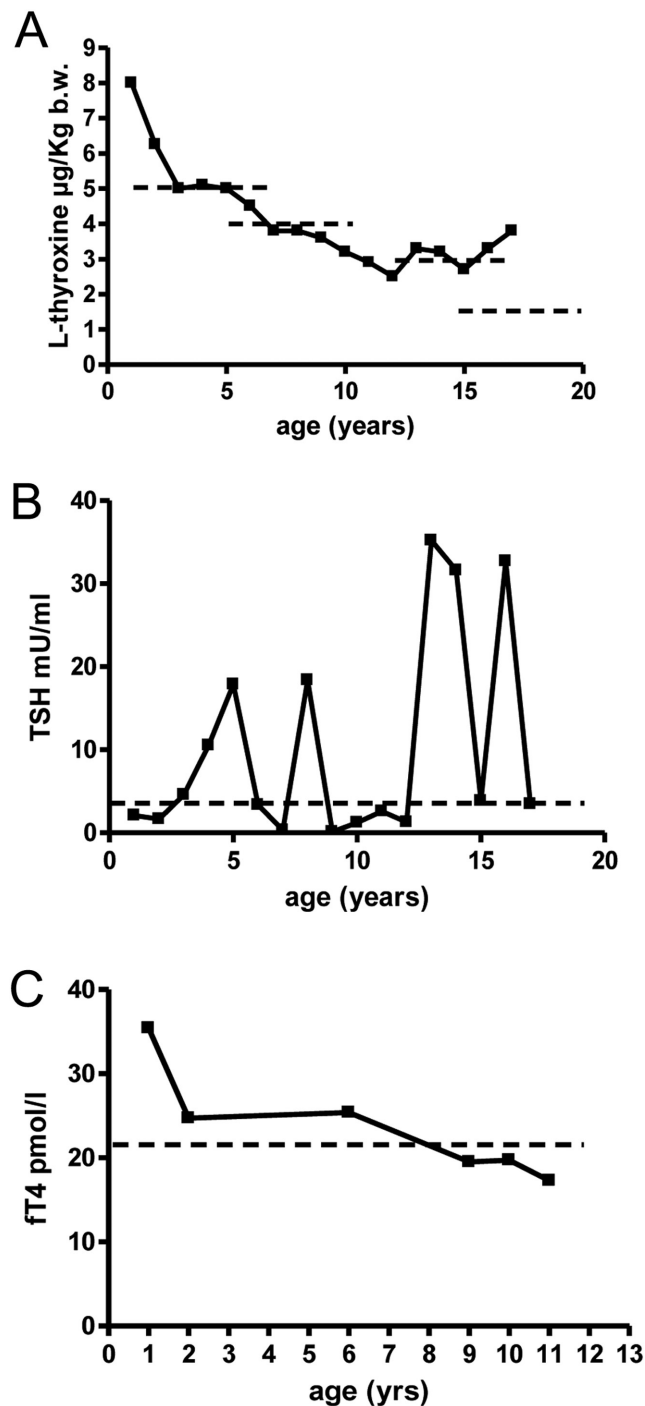 A
9
8
7
6
5
4
3
2
1
0
L-thyroxine µg/Kg b.w.
0 5 10 15 20
age (years)
B
40
30
20
10
0
TSH mU/ml
0 5 10 15 20
age (years)
C
40
30
20
10
0
fT4 pmol/l
0 1 2 3 4 5 6 7 8 9 10 11 12 13
age (yrs)